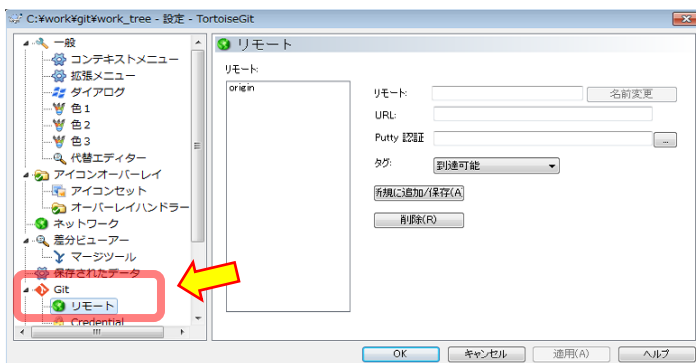 C:¥work¥git¥work_tree - 設定 - TortoiseGit
一般
コンテキストメニュー
拡張メニュー
ダイアログ
色1
色2
色3
代替エディター
アイコンオーバーレイ
アイコンセット
オーバーレイハンドラー
ネットワーク
差分ビューアー
マージツール
保存されたデータ
Git
リモート
Credential
リモート
リモート:
origin
リモート:
名前変更
URL:
Putty 認証
...
タグ:
到達可能
新規に追加/保存(A
削除(R)
OK
キャンセル
適用(A)
ヘルプ